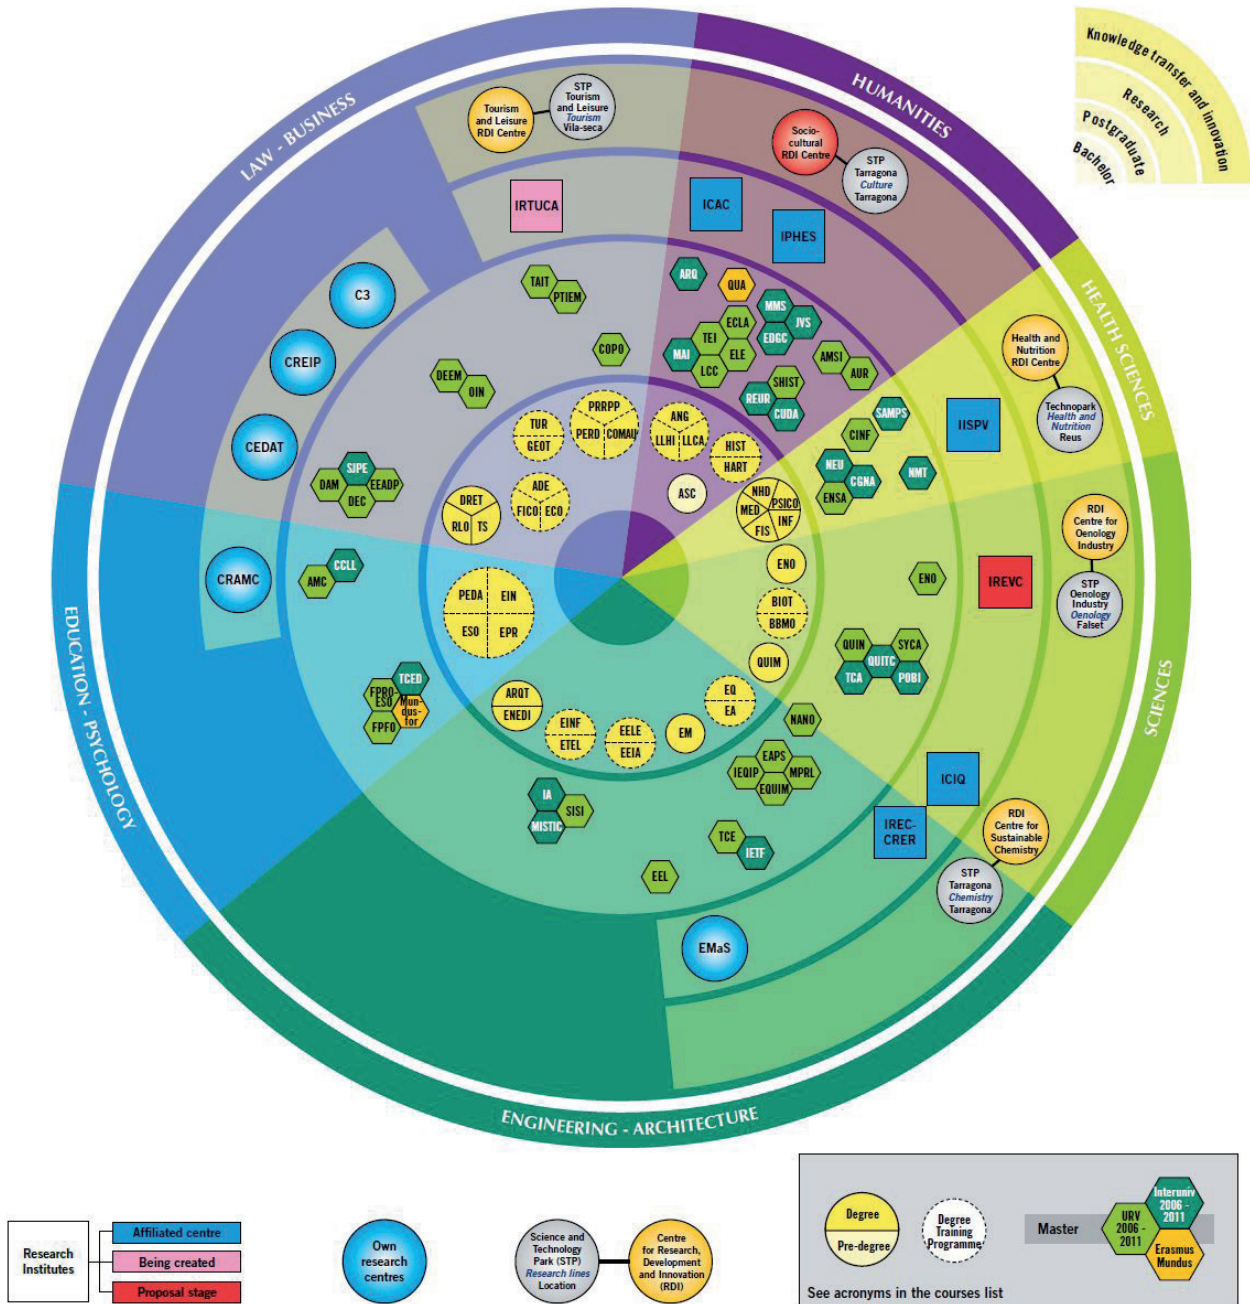 Knowledge transfer and innovation
Research
Postgraduate
Bachelor
LAW - BUSINESS
HUMANITIES
HEALTH SCIENCES
SCIENCES
ENGINEERING - ARCHITECTURE
EDUCATION - PSYCHOLOGY
Tourism
and Leisure
RDI Centre
STP
Tourism
and Leisure
Tourism
Vila-seca
Socio-
cultural
RDI Centre
STP
Tarragona
Culture
Tarragona
IRTUCA
ICAC
IPHES
C3
CREIP
CEDAT
CRAMC
TAIT
PTIEM
COPO
DEEM
OIN
SJPE
DAM
EEADP
DEC
ARQ
QUA
MMS
JVS
EDGC
ECLA
TEI
ELE
MAI
LCC
AMSI
AUR
SHIST
REUR
CUDA
SAMPS
CINF
NEU
CGNA
ENSA
NMT
IISPV
Health and
Nutrition
RDI Centre
Technopark
Health and
Nutrition
Reus
PRRPP
PERD
COMAU
TUR
GEOT
ADE
FICO
ECO
DRET
RLO
TS
ANG
LLHI
LLCA
HIST
HART
ASC
NHD
MED
PSICO
INF
FIS
ENO
BIOT
BBMO
QUIM
ENO
IREVC
RDI
Centre for
Oenology
Industry
STP
Oenology
Industry
Oenology
Falset
AMC
CCLL
PEDA
EIN
ESO
EPR
QUIN
SYCA
QUITC
TCA
POBI
TCED
FPRO-
ESO
Mun-
dus-
for
FPFO
ARQT
ENEDI
EINF
ETEL
EELE
EEIA
EM
EQ
EA
NANO
EAPS
IEQIP
MPRL
EQUIM
IA
SISI
MISTIC
TCE
IETF
EEL
ICIQ
IREC-
CRER
RDI
Centre for
Sustainable
Chemistry
STP
Tarragona
Chemistry
Tarragona
EMaS
Research
Institutes
Affiliated centre
Being created
Proposal stage
Own
research
centres
Science and
Technology
Park (STP)
Research lines
Location
Centre
for Research,
Development
and Innovation
(RDI)
Degree
Pre-degree
Degree
Training
Programme
Master
URV
2006 -
2011
Interuniv
2006 -
2011
Erasmus
Mundus
See acronyms in the courses list